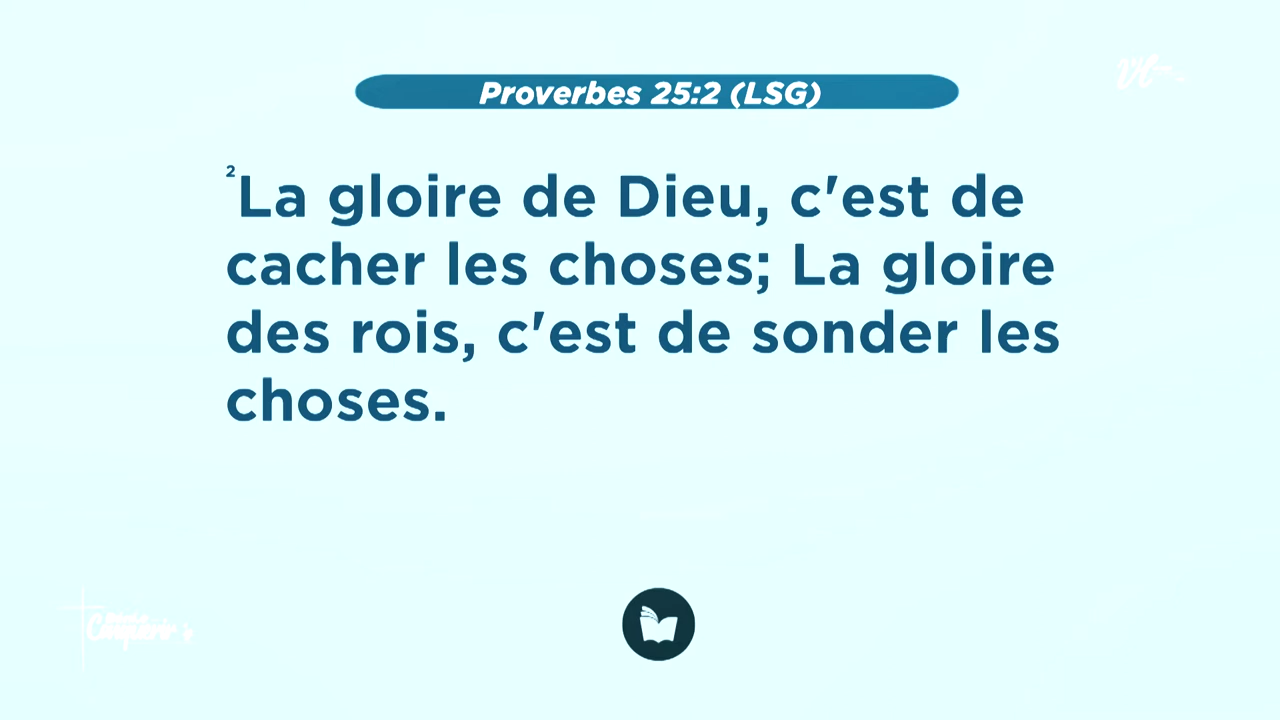 Proverbes 25:2 (LSG)
²La gloire de Dieu, c'est de
cacher les choses; La gloire
des rois, c'est de sonder les
choses.